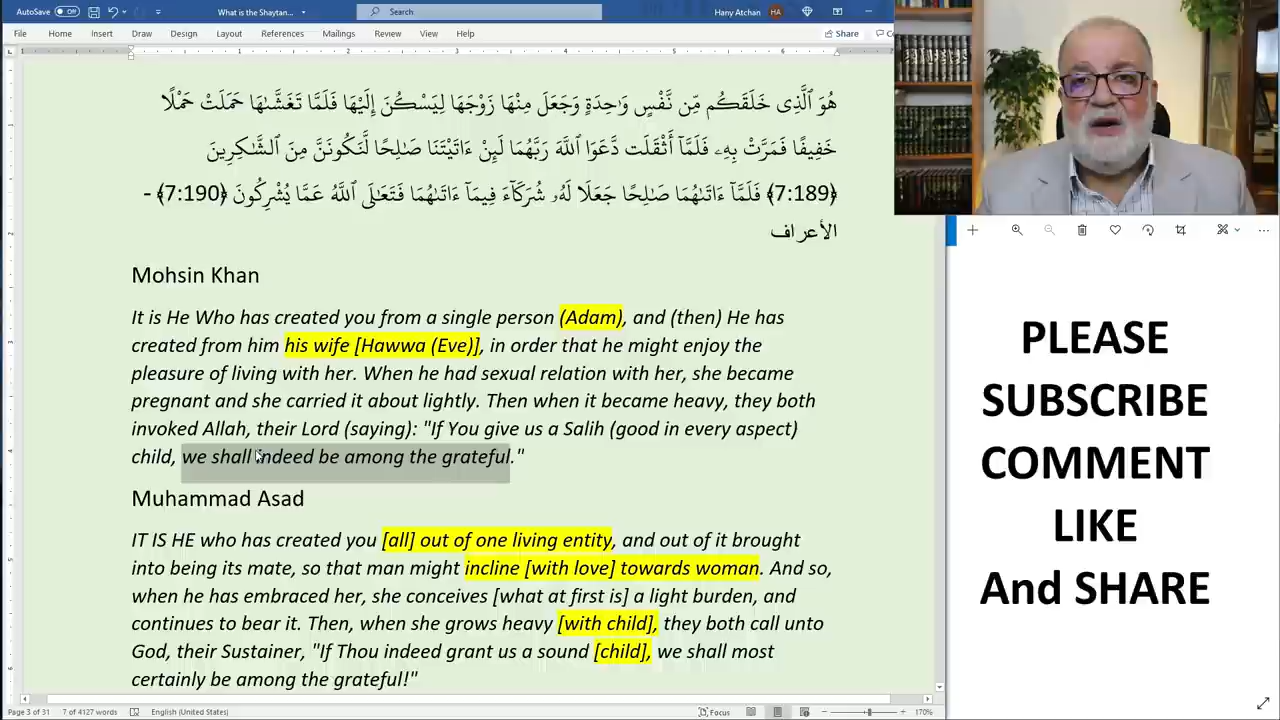 AutoSave
Off
What is the Shaytan...
Search
Hany Atchan
HA
File
Home
Insert
Draw
Design
Layout
References
Mailings
Review
View
Help
Share
هُوَ ٱلَّذِى خَلَقَكُم مِّن نَّفْسٍ وَٰحِدَةٍ وَجَعَلَ مِنْهَا زَوْجَهَا لِيَسْكُنَ إِلَيْهَا فَلَمَّا تَغَشَّىٰهَا حَمَلَتْ حَمْلًا
خَفِيفًا فَمَرَّتْ بِهِۦ فَلَمَّآ أَثْقَلَت دَّعَوَا ٱللَّهَ رَبَّهُمَا لَئِنْ ءَاتَيْتَنَا صَٰلِحًا لَّنَكُونَنَّ مِنَ ٱلشَّٰكِرِينَ
﴿7:189﴾ فَلَمَّآ ءَاتَىٰهُمَا صَٰلِحًا جَعَلَا لَهُۥ شُرَكَآءَ فِيمَآ ءَاتَىٰهُمَا فَتَعَٰلَى ٱللَّهُ عَمَّا يُشْرِكُونَ ﴿7:190﴾ -
الأعراف
Mohsin Khan
It is He Who has created you from a single person (Adam), and (then) He has
created from him his wife [Hawwa (Eve)], in order that he might enjoy the
pleasure of living with her. When he had sexual relation with her, she became
pregnant and she carried it about lightly. Then when it became heavy, they both
invoked Allah, their Lord (saying): "If You give us a Salih (good in every aspect)
child, we shall indeed be among the grateful."
Muhammad Asad
IT IS HE who has created you [all] out of one living entity, and out of it brought
into being its mate, so that man might incline [with love] towards woman. And so,
when he has embraced her, she conceives [what at first is] a light burden, and
continues to bear it. Then, when she grows heavy [with child], they both call unto
God, their Sustainer, "If Thou indeed grant us a sound [child], we shall most
certainly be among the grateful!"
PLEASE
SUBSCRIBE
COMMENT
LIKE
And SHARE
Page 3 of 31
7 of 4127 words
English (United States)
Focus
170%